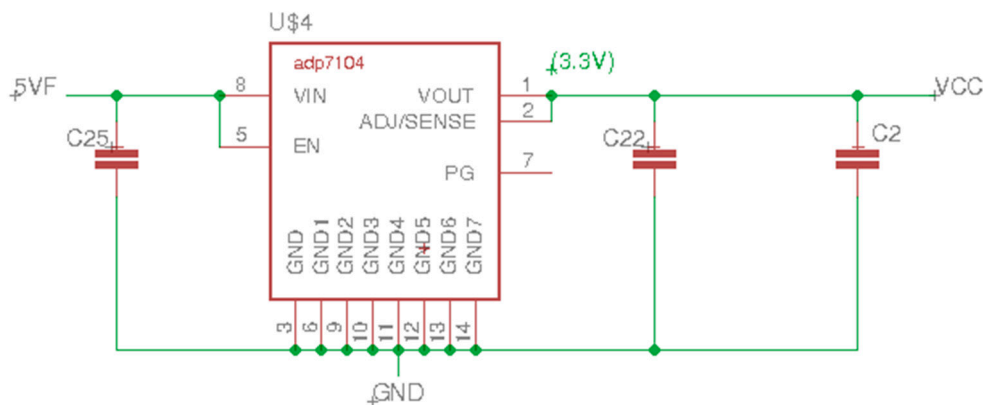 U$4
adp7104
(3.3V)
5VF
8
VIN
VOUT
1
VCC
ADJ/SENSE
2
C25
5
EN
C22
C2
PG
7
GND
GND1
GND2
GND3
GND4
GND5
GND6
GND7
3
6
9
10
11
12
13
14
GND